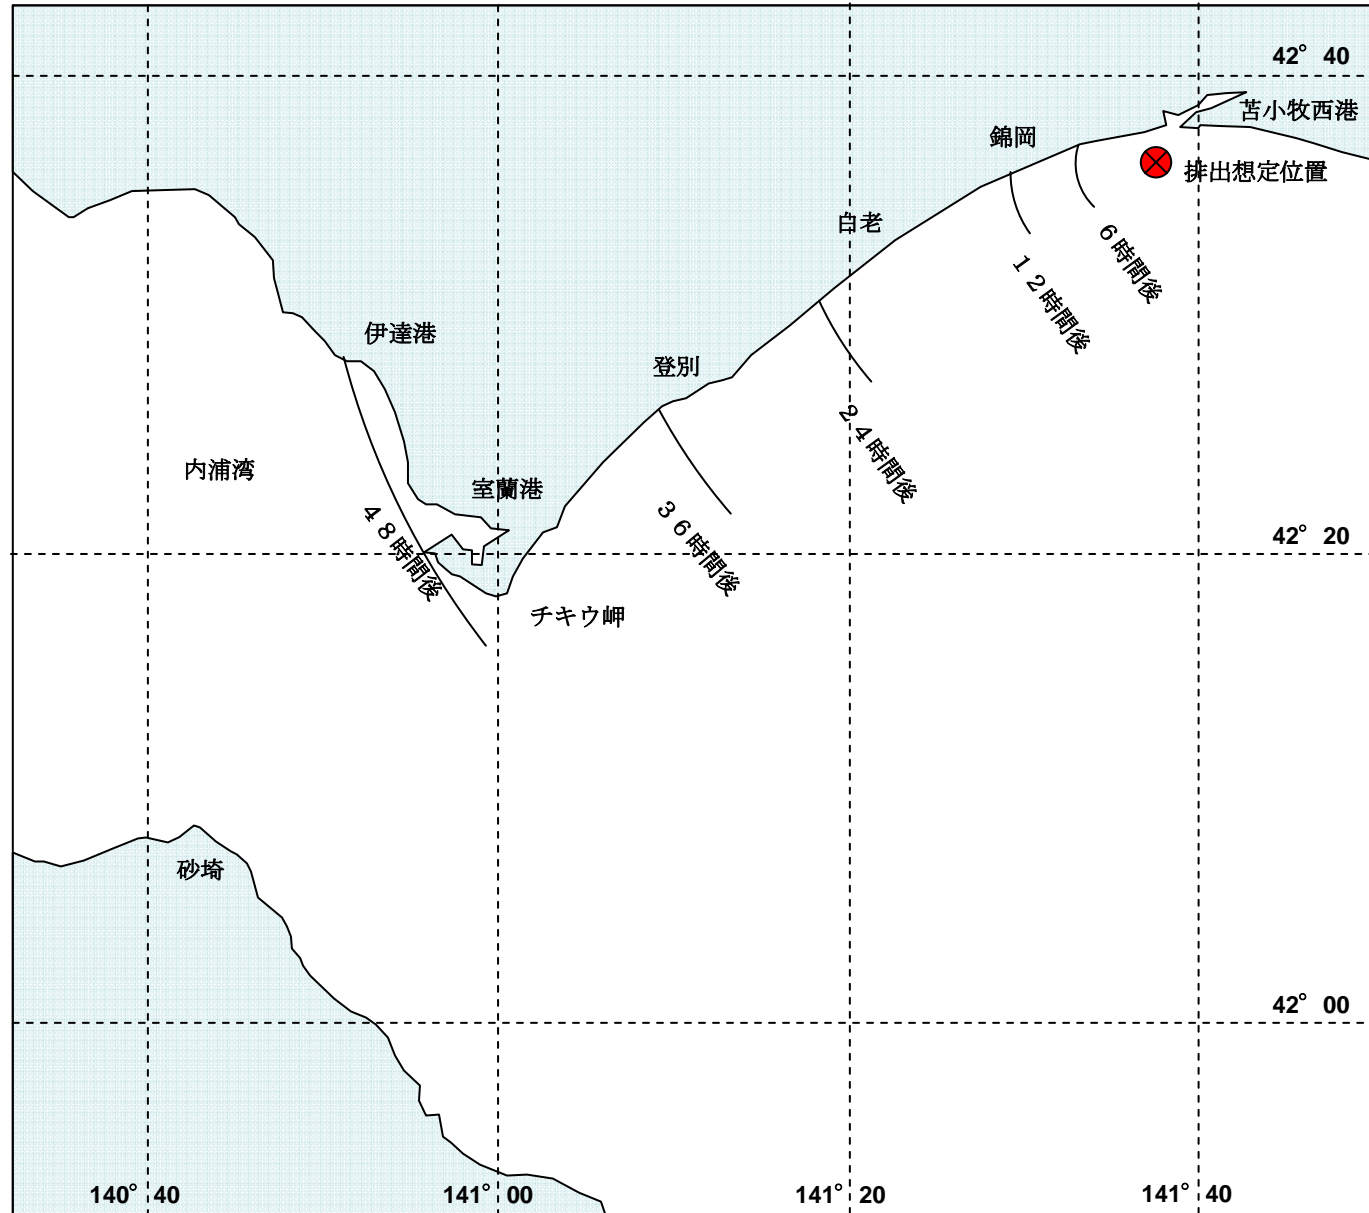 42° 40
苫小牧西港
錦岡
排出想定位置
白老
6時間後
12時間後
伊達港
登別
24時間後
内浦湾
室蘭港
36時間後
48時間後
42° 20
チキウ岬
砂埼
42° 00
140° 40
141° 00
141° 20
141° 40